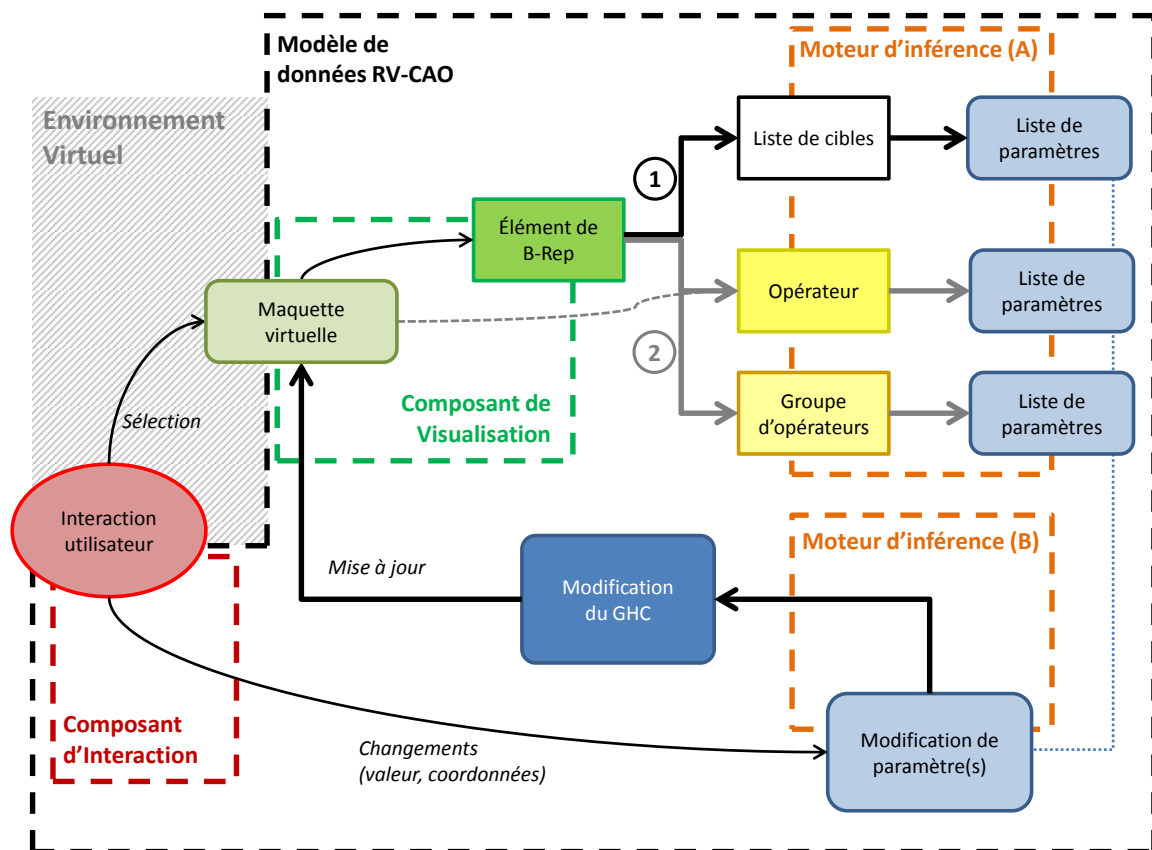 Modèle de
données RV-CAO
Moteur d'inférence (A)
Environnement
Virtuel
Liste de cibles
Liste de
paramètres
1
Élément de
B-Rep
Opérateur
Liste de
paramètres
Maquette
virtuelle
2
Groupe
d'opérateurs
Liste de
paramètres
Composant de
Visualisation
Sélection
Interaction
utilisateur
Mise à jour
Modification
du GHC
Moteur d'inférence (B)
Composant
d'Interaction
Changements
(valeur, coordonnées)
Modification de
paramètre(s)